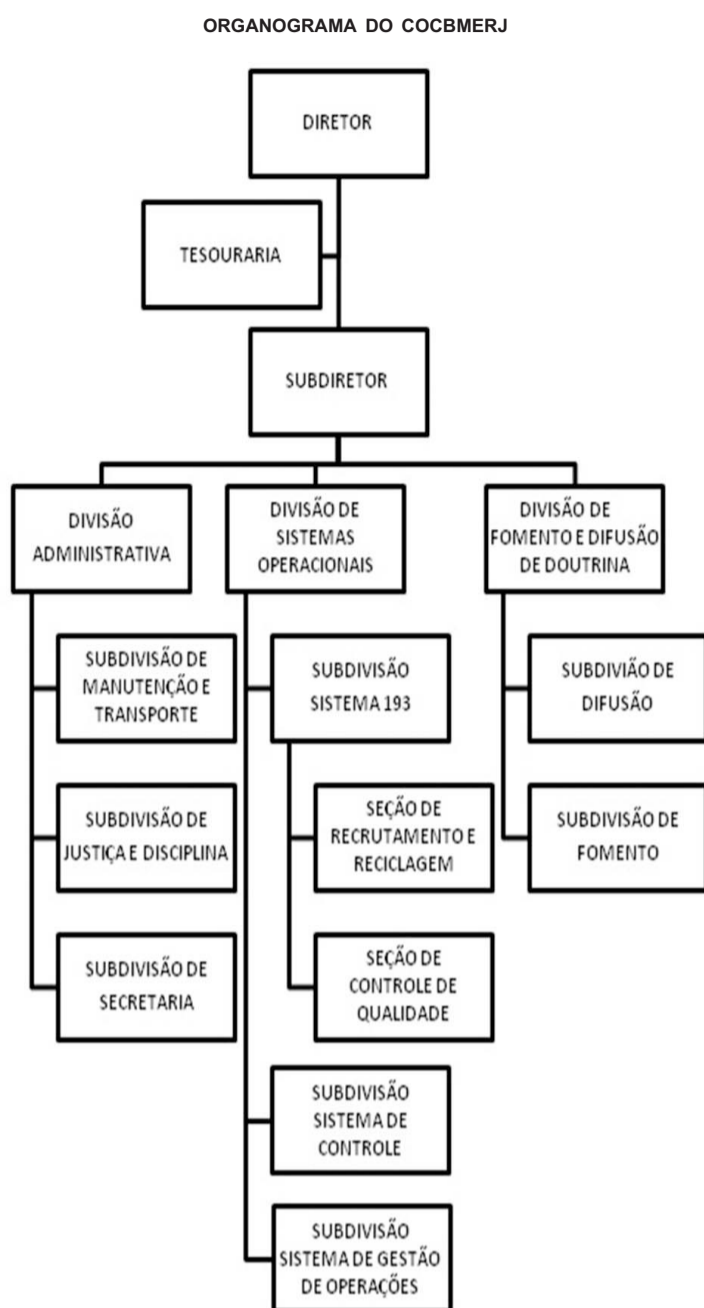 ORGANOGRAMA DO COCBMERJ
DIRETOR
TESOURARIA
SUBDIRETOR
DIVISÃO
ADMINISTRATIVA
SUBDIVISÃO DE
MANUTENÇÃO E
TRANSPORTE
SUBDIVISÃO DE
JUSTIÇA E DISCIPLINA
SUBDIVISÃO DE
SECRETARIA
DIVISÃO DE
SISTEMAS
OPERACIONAIS
SUBDIVISÃO
SISTEMA 193
SEÇÃO DE
RECRUTAMENTO E
RECICLAGEM
SEÇÃO DE
CONTROLE DE
QUALIDADE
SUBDIVISÃO
SISTEMA DE
CONTROLE
SUBDIVISÃO
SISTEMA DE GESTÃO
DE OPERAÇÕES
DIVISÃO DE
FOMENTO E DIFUSÃO
DE DOUTRINA
SUBDIVIÃO DE
DIFUSÃO
SUBDIVISÃO DE
FOMENTO